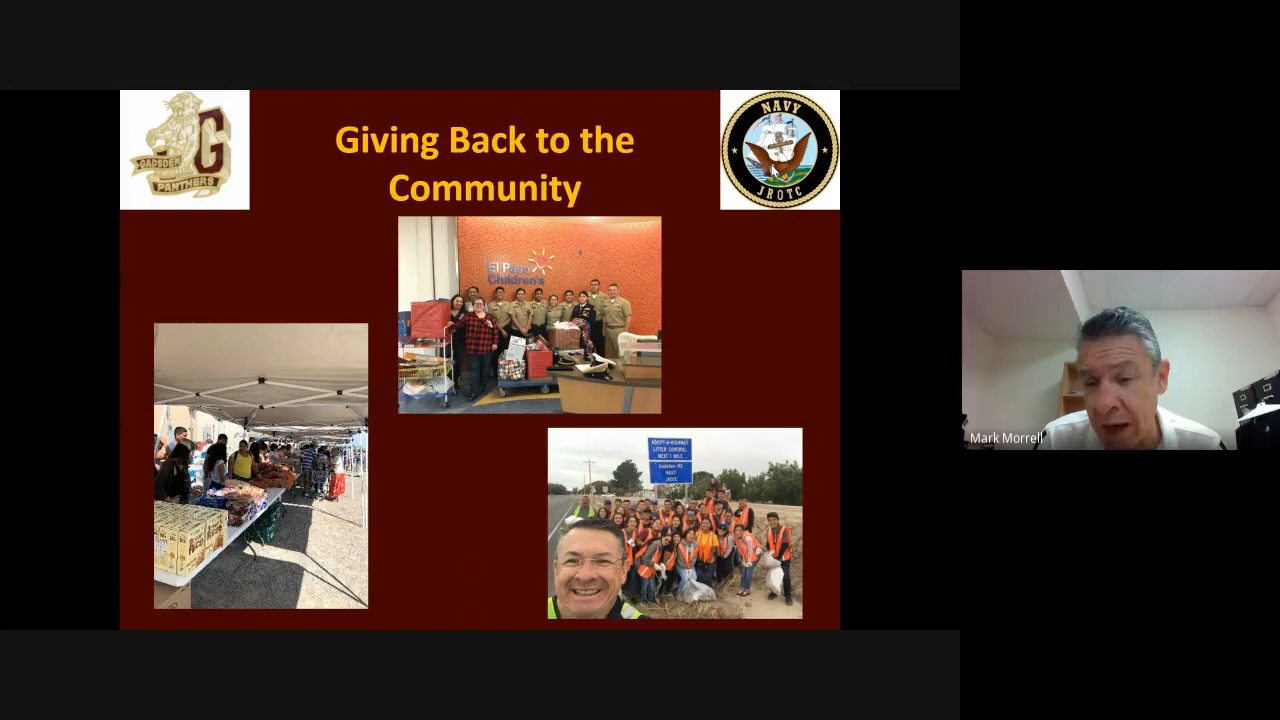 GADSDEN
PANTHERS
G
Giving Back to the
Community
NAVY
JROTC
El Paso
Children's
ADOPT-A-HIGHWAY
LITTER CONTROL
NEXT 1 MILE
Gadsden HS
NAVY
JROTC
Mark Morrell